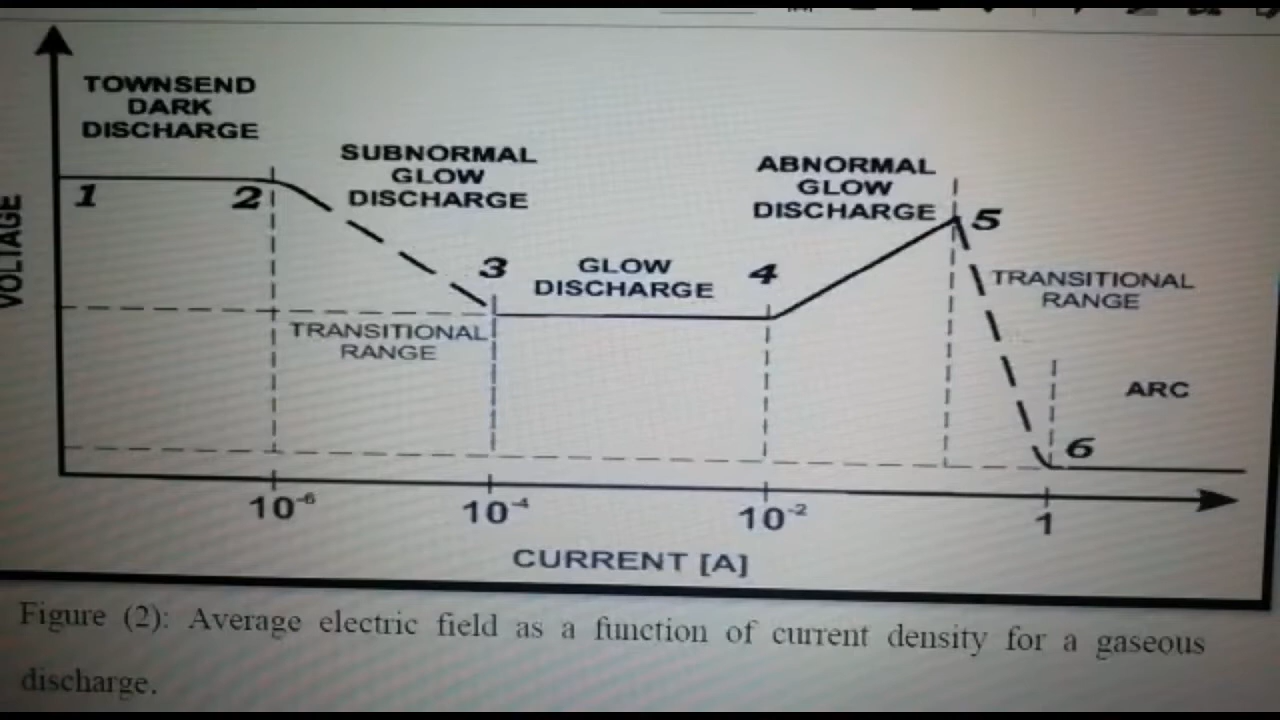 TOWNSEND
DARK
DISCHARGE
SUBNORMAL
GLOW
DISCHARGE
ABNORMAL
GLOW
DISCHARGE
1
2
3
GLOW
DISCHARGE
4
5
TRANSITIONAL
RANGE
VOLTAGE
TRANSITIONAL
RANGE
ARC
6
10⁻⁶
10⁻⁴
10⁻²
1
CURRENT [A]
Figure (2): Average electric field as a function of current density for a gaseous
discharge.